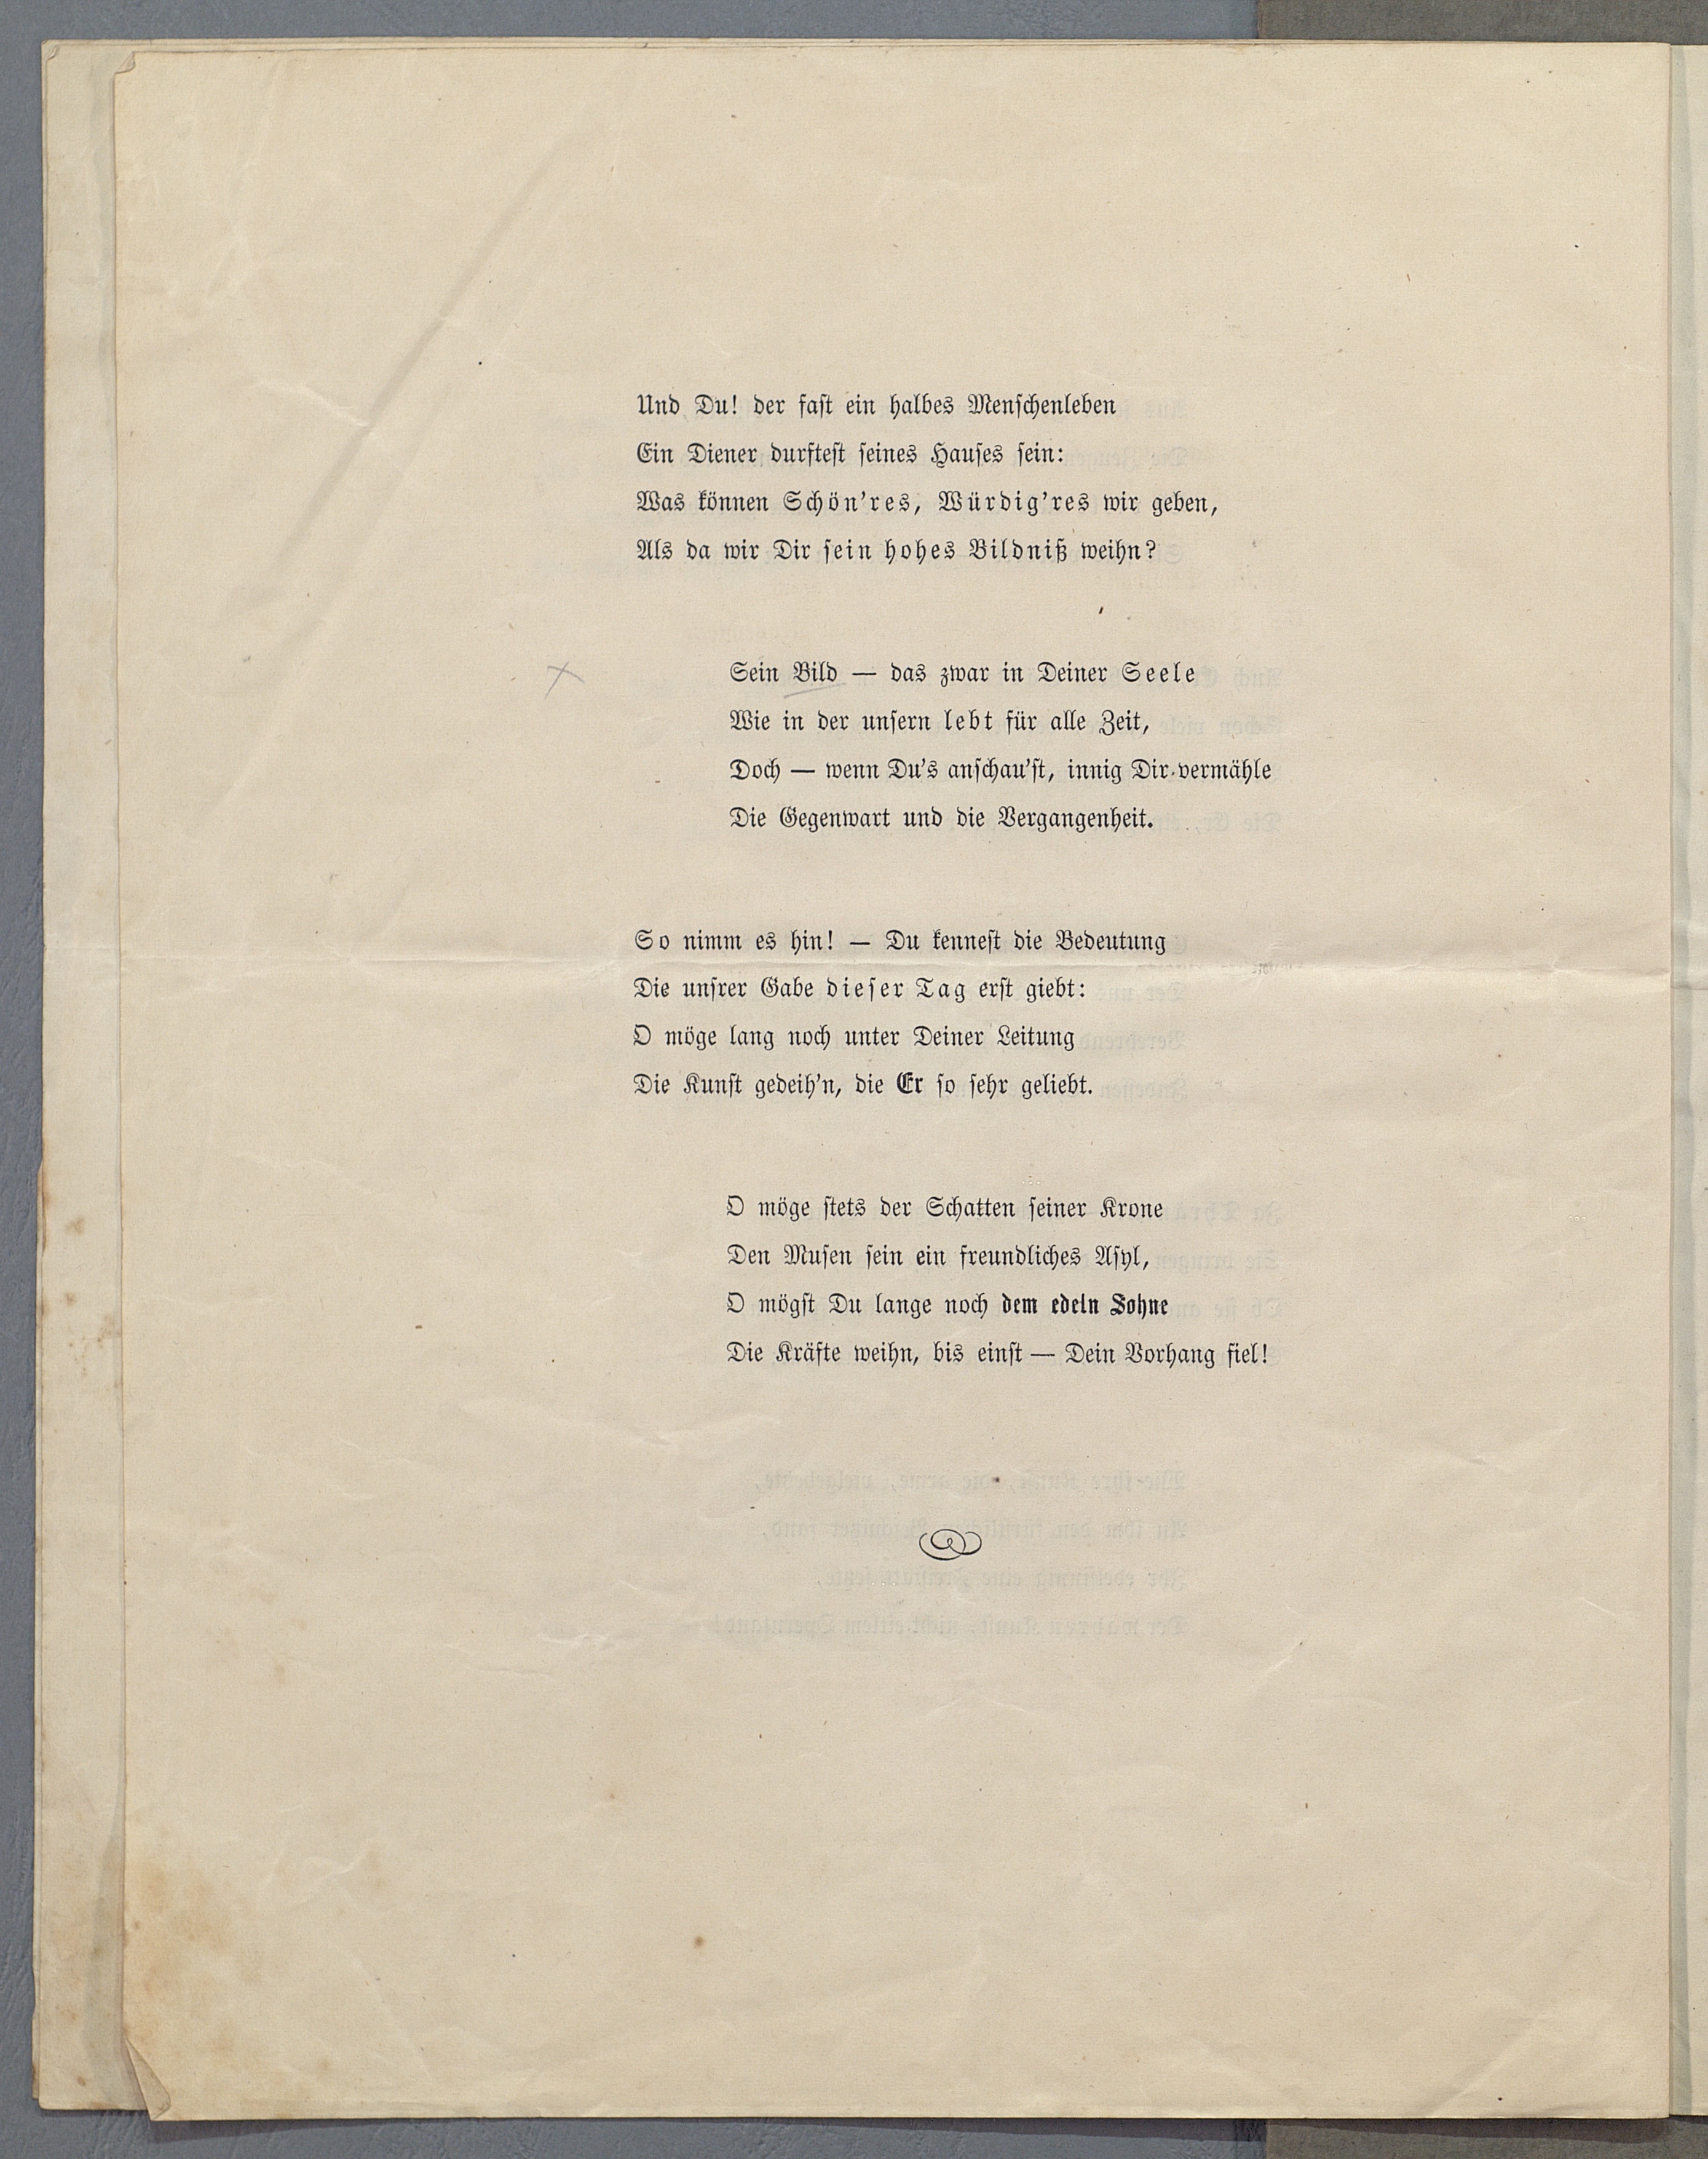 Und Du! der fast ein halbes Menschenleben
Ein Diener durftest seines Hauses sein:
Was können Schön'res, Würdig'res wir geben,
Als da wir Dir sein hohes Bildniß weihn?
Sein Bild — das zwar in Deiner Seele
Wie in der unsern lebt für alle Zeit,
Doch — wenn Du's anschau'st, innig Dir vermähle
Die Gegenwart und die Vergangenheit.
So nimm es hin! — Du kennest die Bedeutung
Die unsrer Gabe dieser Tag erst giebt:
O möge lang noch unter Deiner Leitung
Die Kunst gedeih'n, die Er so sehr geliebt.
O möge stets der Schatten seiner Krone
Den Musen sein ein freundliches Asyl,
O mögst Du lange noch dem edeln Sohne
Die Kräfte weihn, bis einst — Dein Vorhang fiel!